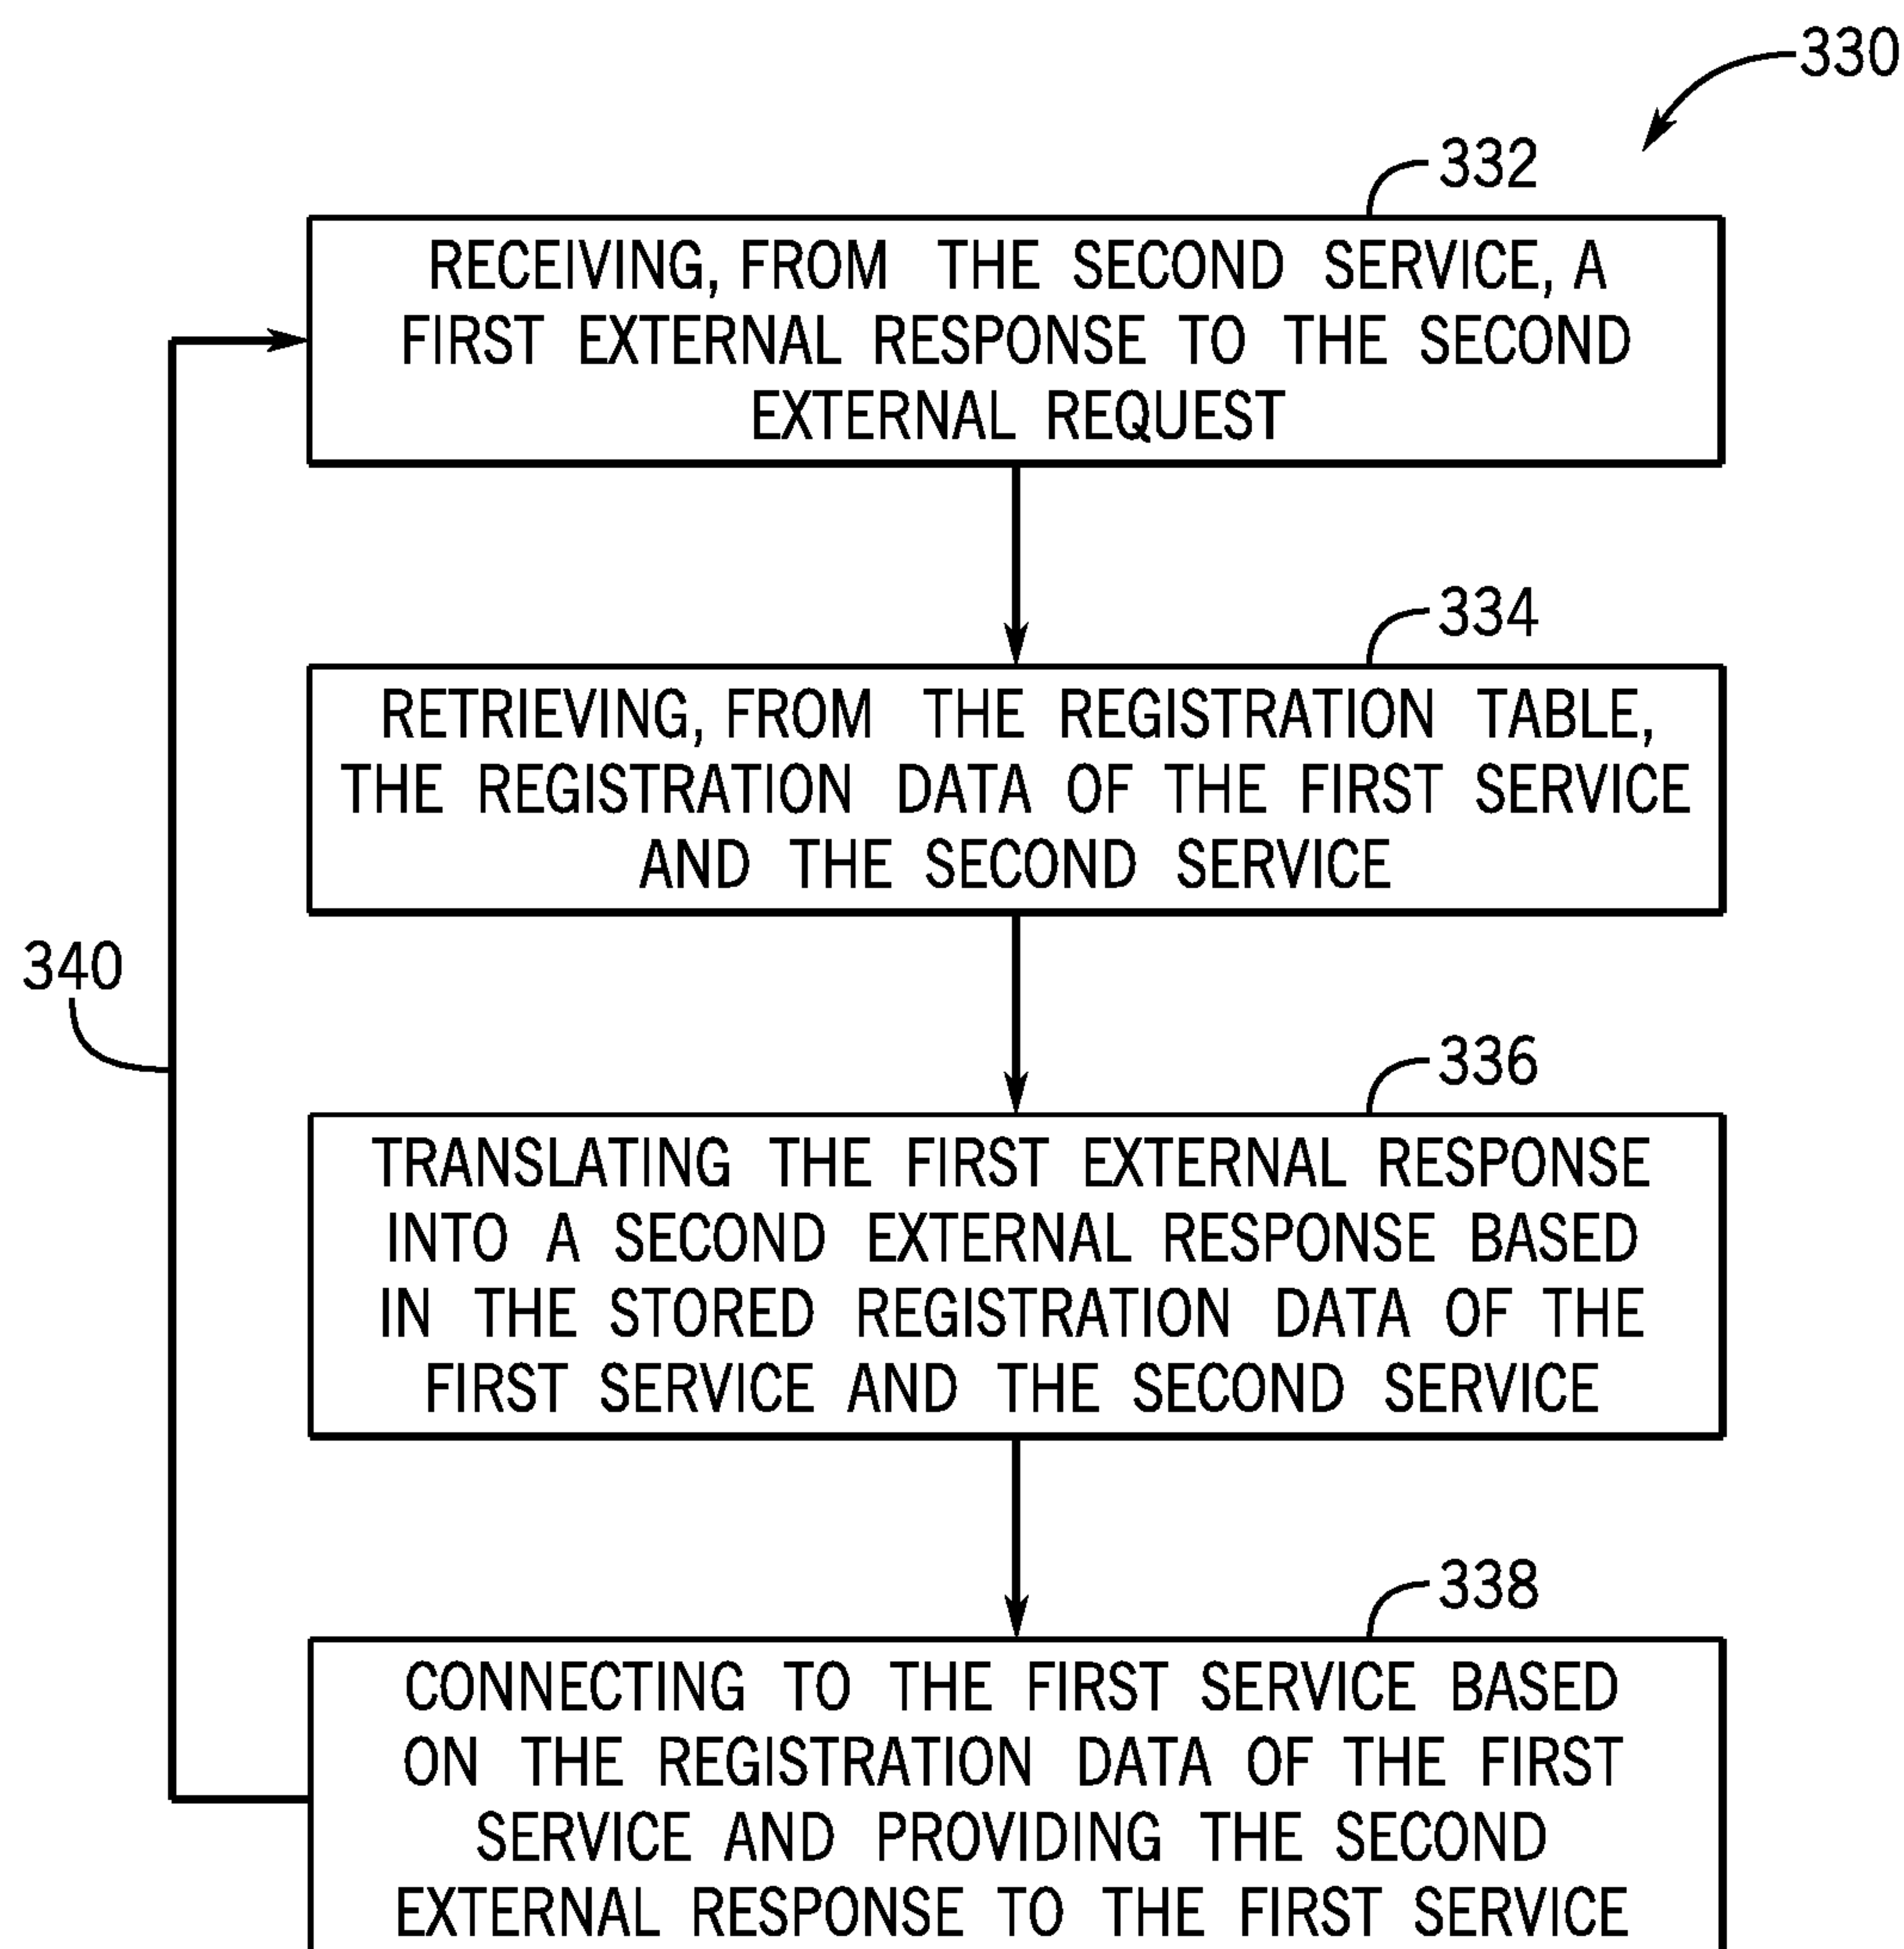 330
332
RECEIVING, FROM THE SECOND SERVICE, A
FIRST EXTERNAL RESPONSE TO THE SECOND
EXTERNAL REQUEST
334
RETRIEVING, FROM THE REGISTRATION TABLE,
THE REGISTRATION DATA OF THE FIRST SERVICE
AND THE SECOND SERVICE
340
336
TRANSLATING THE FIRST EXTERNAL RESPONSE
INTO A SECOND EXTERNAL RESPONSE BASED
IN THE STORED REGISTRATION DATA OF THE
FIRST SERVICE AND THE SECOND SERVICE
338
CONNECTING TO THE FIRST SERVICE BASED
ON THE REGISTRATION DATA OF THE FIRST
SERVICE AND PROVIDING THE SECOND
EXTERNAL RESPONSE TO THE FIRST SERVICE